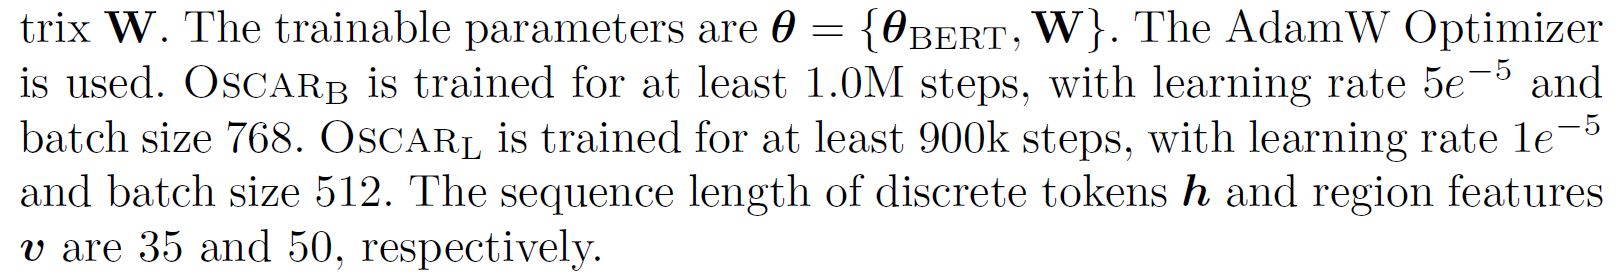 trix W. The trainable parameters are θ = {θ_BERT, W}. The AdamW Optimizer
is used. OSCAR_B is trained for at least 1.0M steps, with learning rate 5e^{−5} and
batch size 768. OSCAR_L is trained for at least 900k steps, with learning rate 1e^{−5}
and batch size 512. The sequence length of discrete tokens h and region features
v are 35 and 50, respectively.